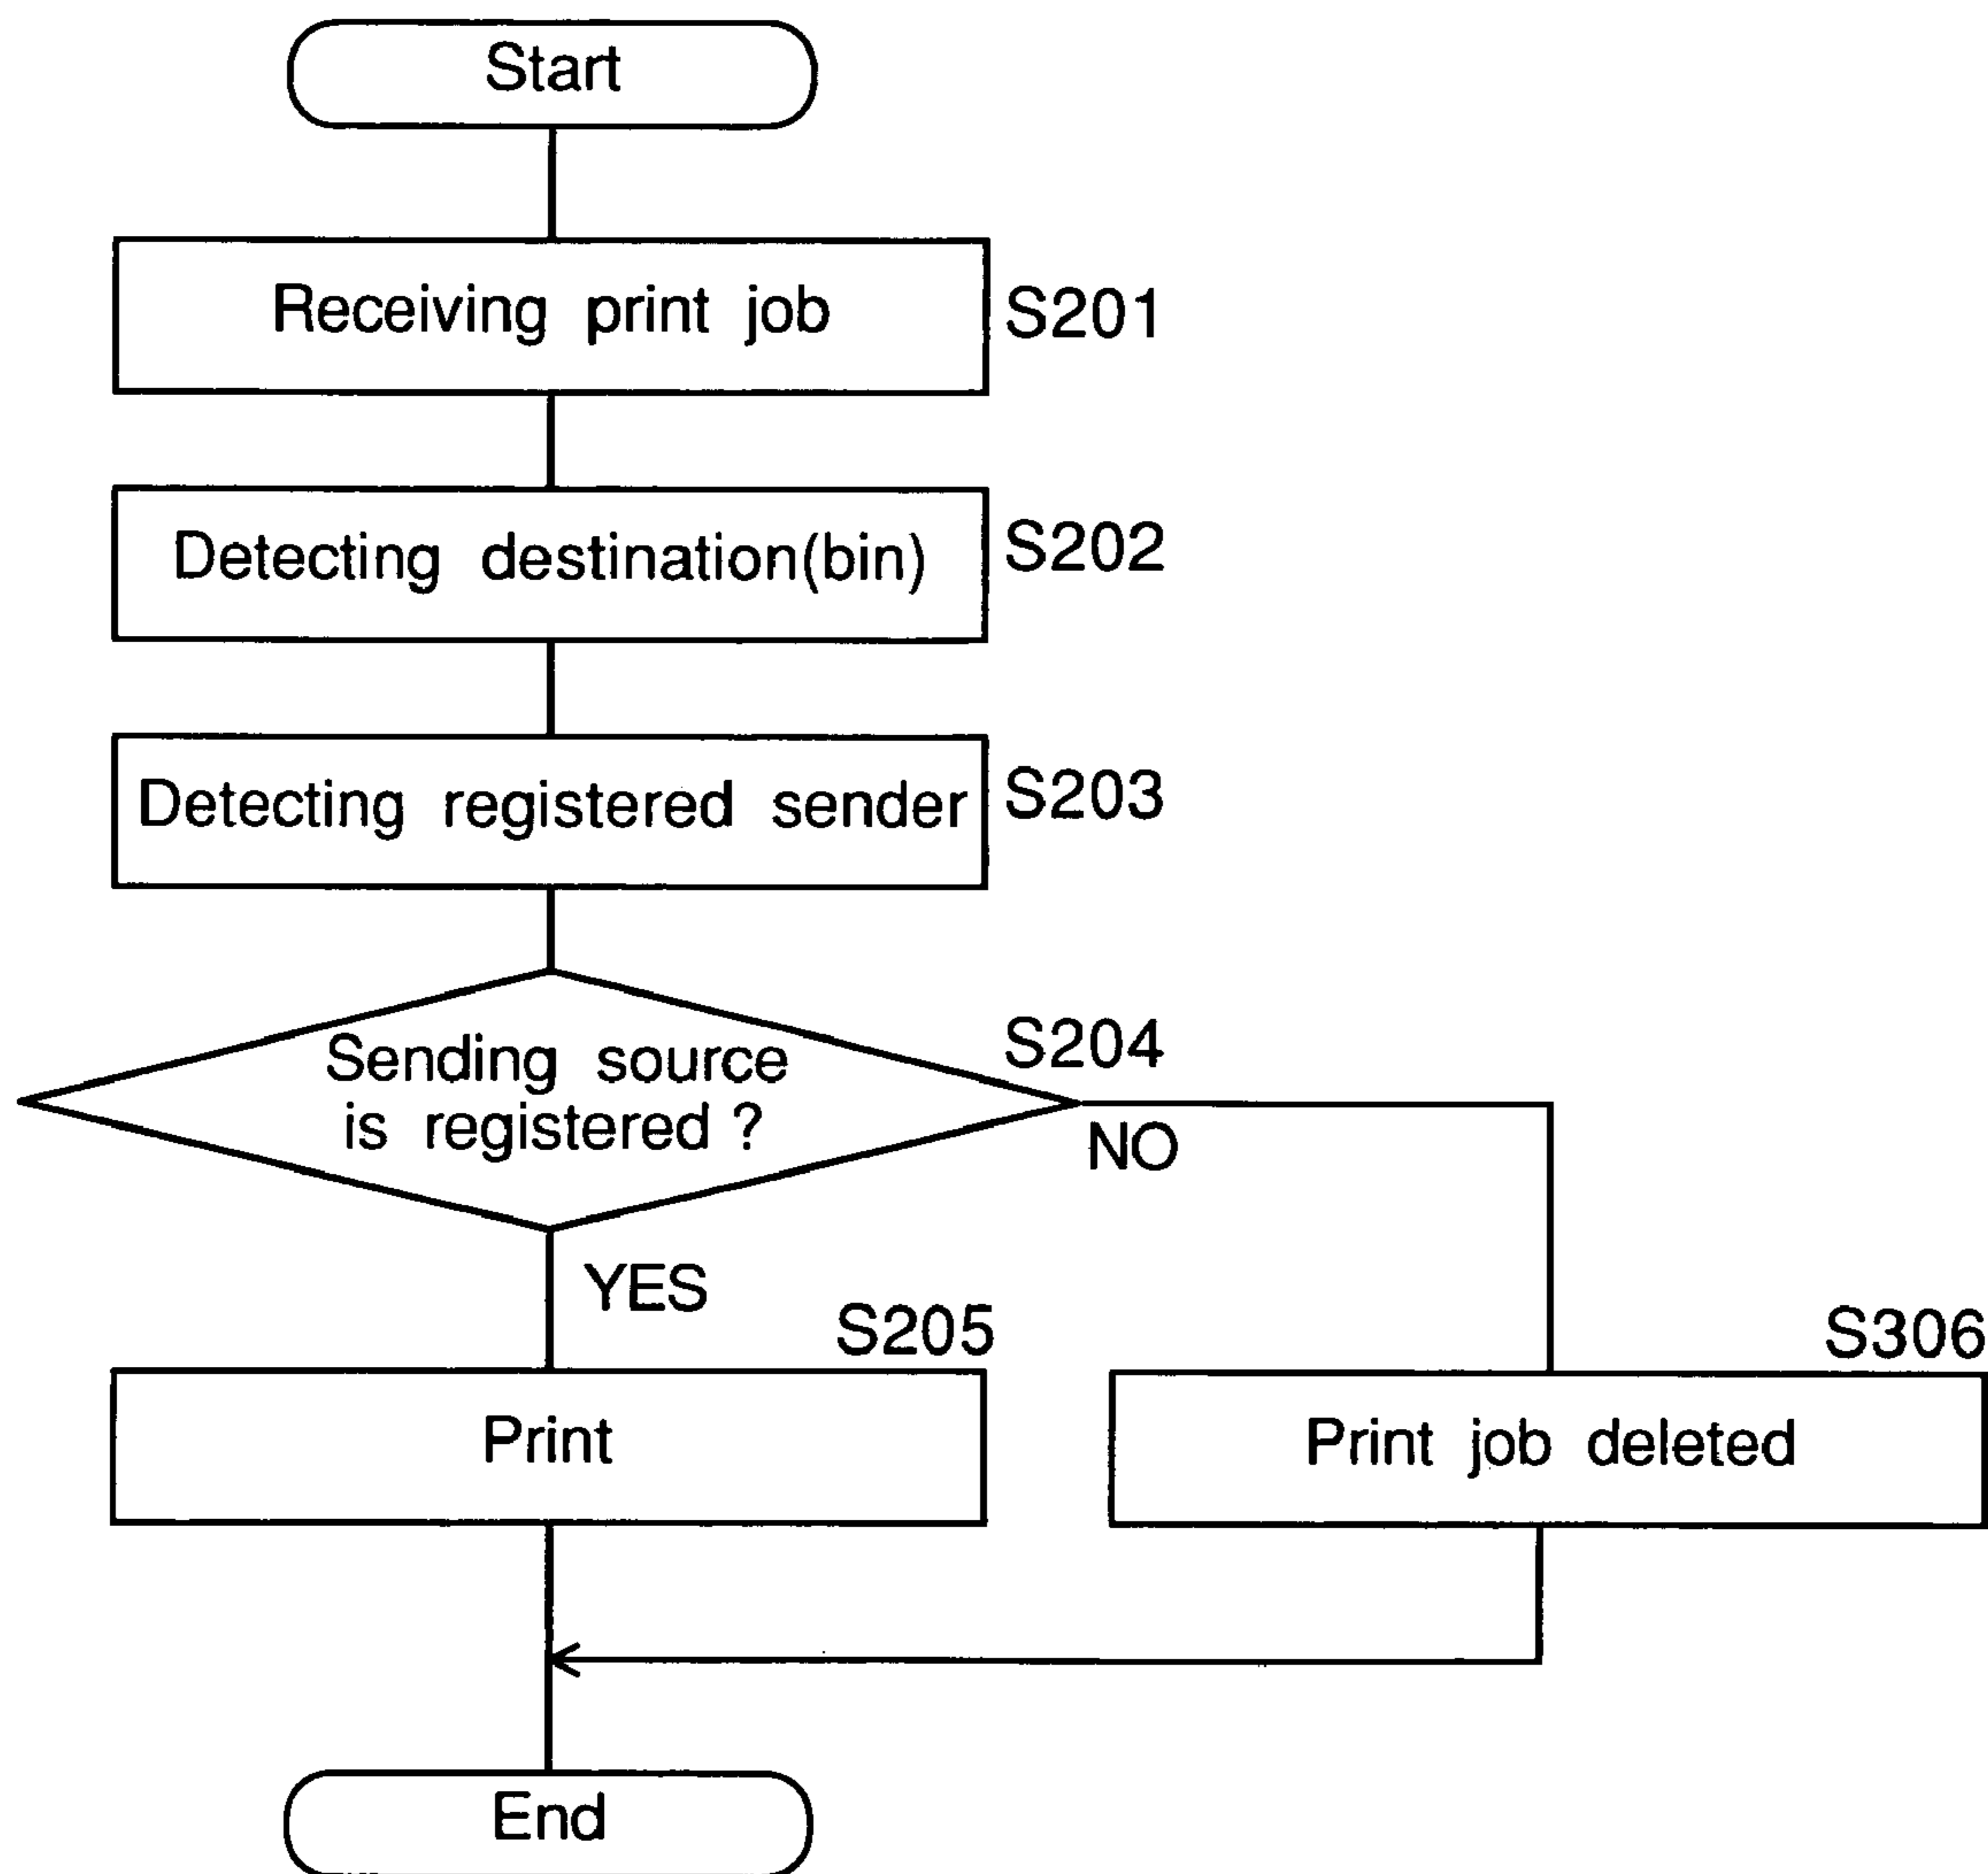 Start
Receiving print job
S201
Detecting destination(bin)
S202
Detecting registered sender
S203
S204
Sending source
is registered ?
NO
YES
S205
S306
Print
Print job deleted
End